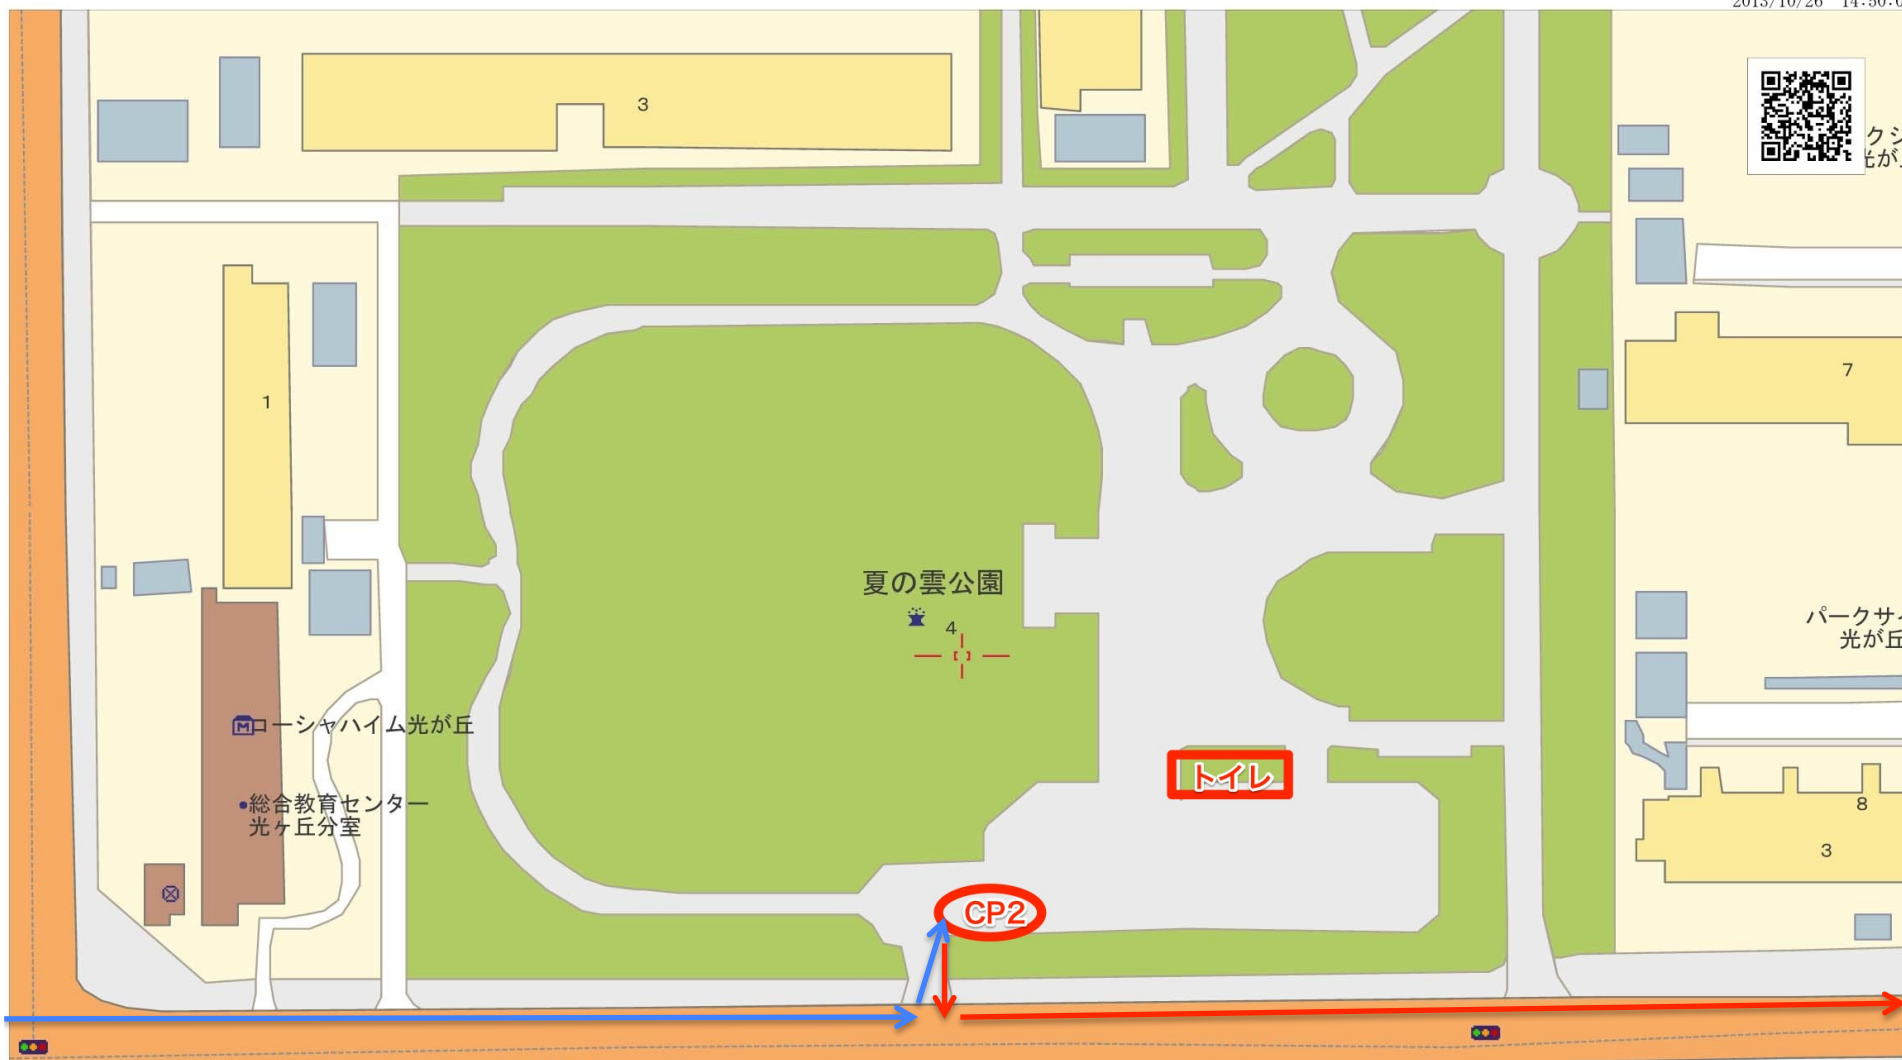 3
1
7
夏の雲公園
4
パークサ
光が丘
コーシャハイム光が丘
トイレ
総合教育センター
光ヶ丘分室
8
3
CP2